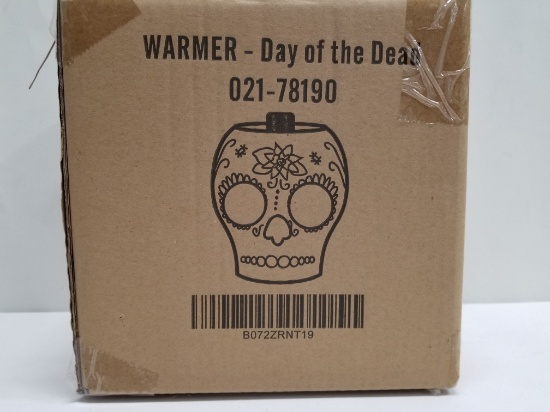 WARMER - Day of the Dead
021-78190
B072ZRNT19